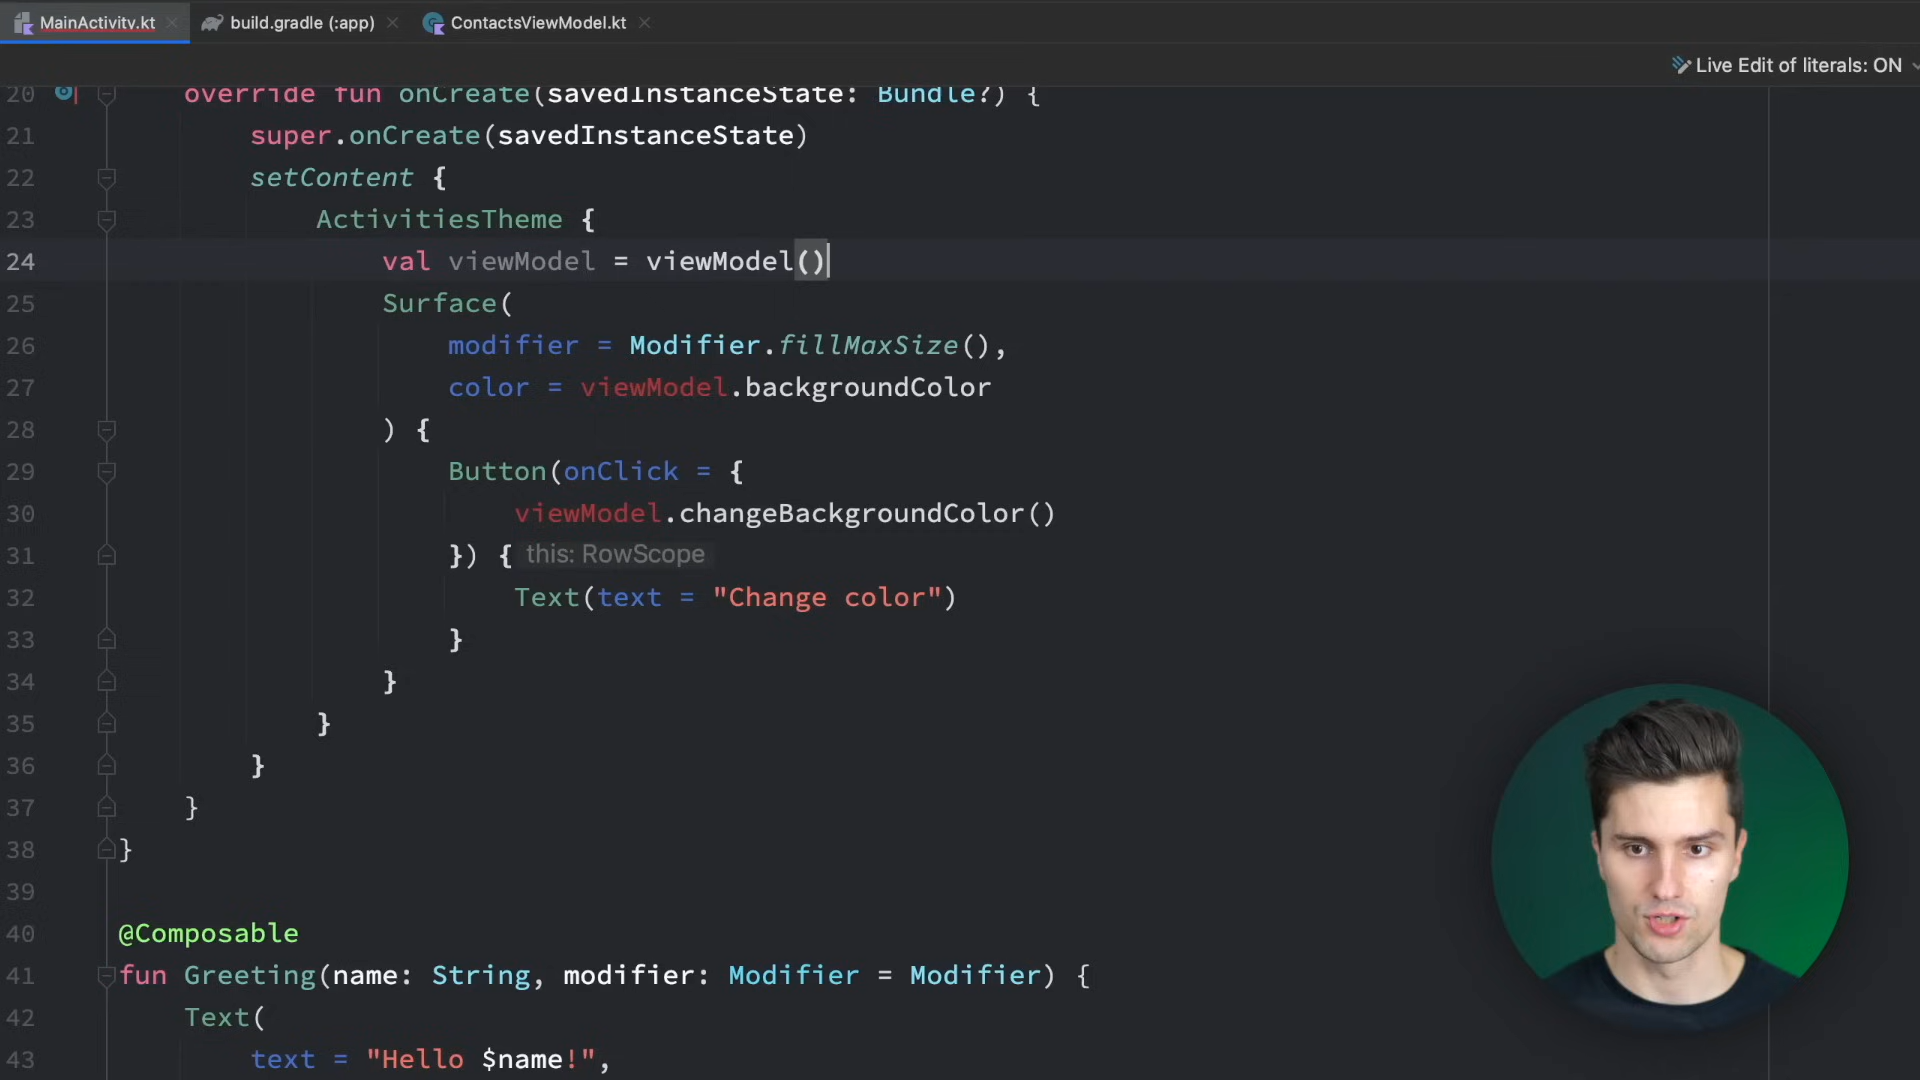 MainActivity.kt
build.gradle (:app)
ContactsViewModel.kt
Live Edit of literals: ON
20 override fun onCreate(savedInstanceState: Bundle?) {
21 super.onCreate(savedInstanceState)
22 setContent {
23 ActivitiesTheme {
24 val viewModel = viewModel()
25 Surface(
26 modifier = Modifier.fillMaxSize(),
27 color = viewModel.backgroundColor
28 ) {
29 Button(onClick = {
30 viewModel.changeBackgroundColor()
31 }) { this: RowScope
32 Text(text = "Change color")
33 }
34 }
35 }
36 }
37 }
38 }
39
40 @Composable
41 fun Greeting(name: String, modifier: Modifier = Modifier) {
42 Text(
43 text = "Hello $name!",